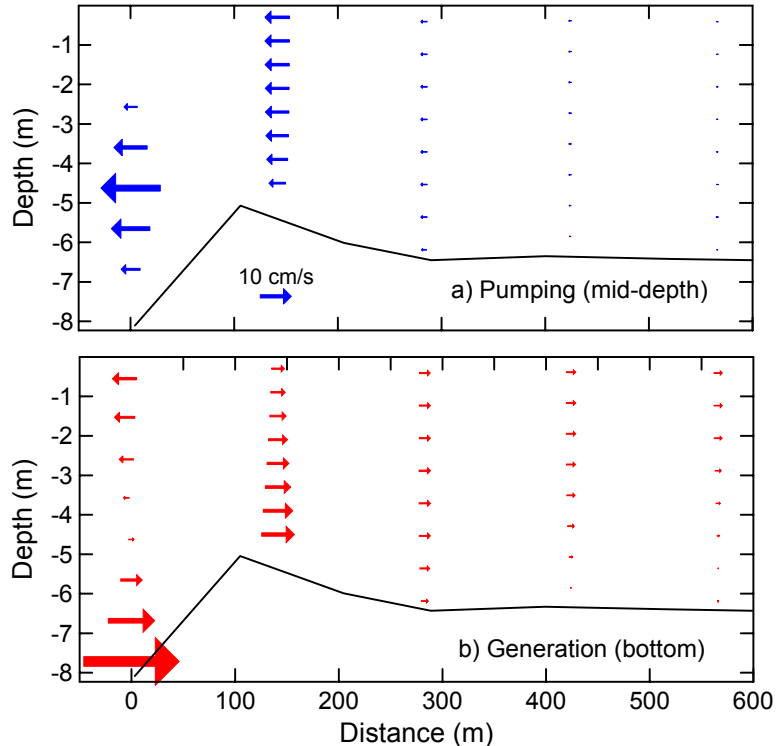 -1
-2
-3
-4
-5
-6
-7
-8
Depth (m)
10 cm/s
a) Pumping (mid-depth)
-1
-2
-3
-4
-5
-6
-7
-8
Depth (m)
b) Generation (bottom)
0 100 200 300 400 500 600
Distance (m)